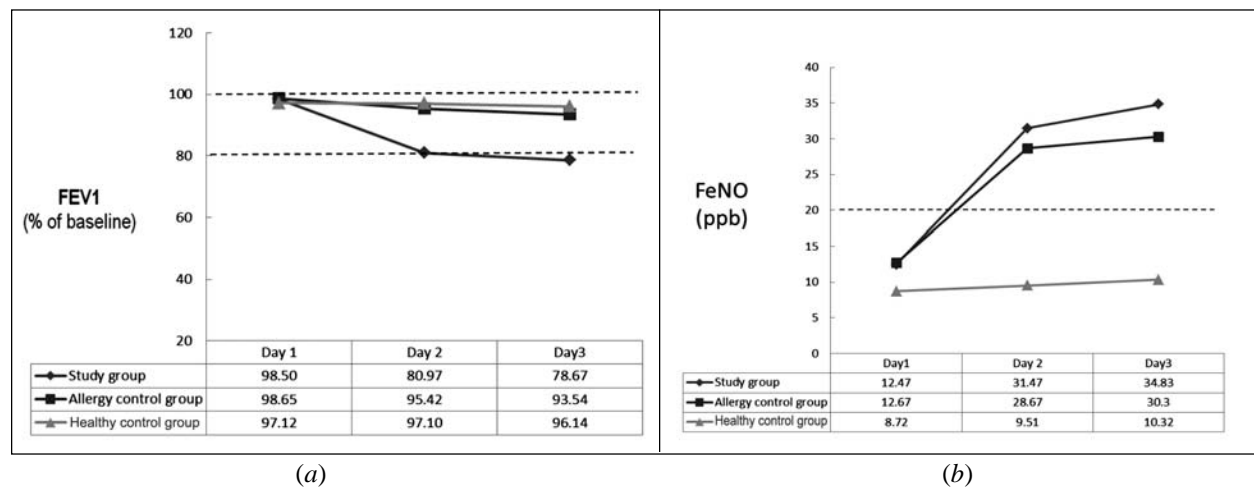 120
100
80
60
40
20
FEV1
(% of baseline)
Day 1 Day 2 Day3
Study group 98.50 80.97 78.67
Allergy control group 98.65 95.42 93.54
Healthy control group 97.12 97.10 96.14
(a)
40
35
30
25
20
15
10
5
0
FeNO
(ppb)
Day1 Day 2 Day3
Study group 12.47 31.47 34.83
Allergy control group 12.67 28.67 30.3
Healthy control group 8.72 9.51 10.32
(b)